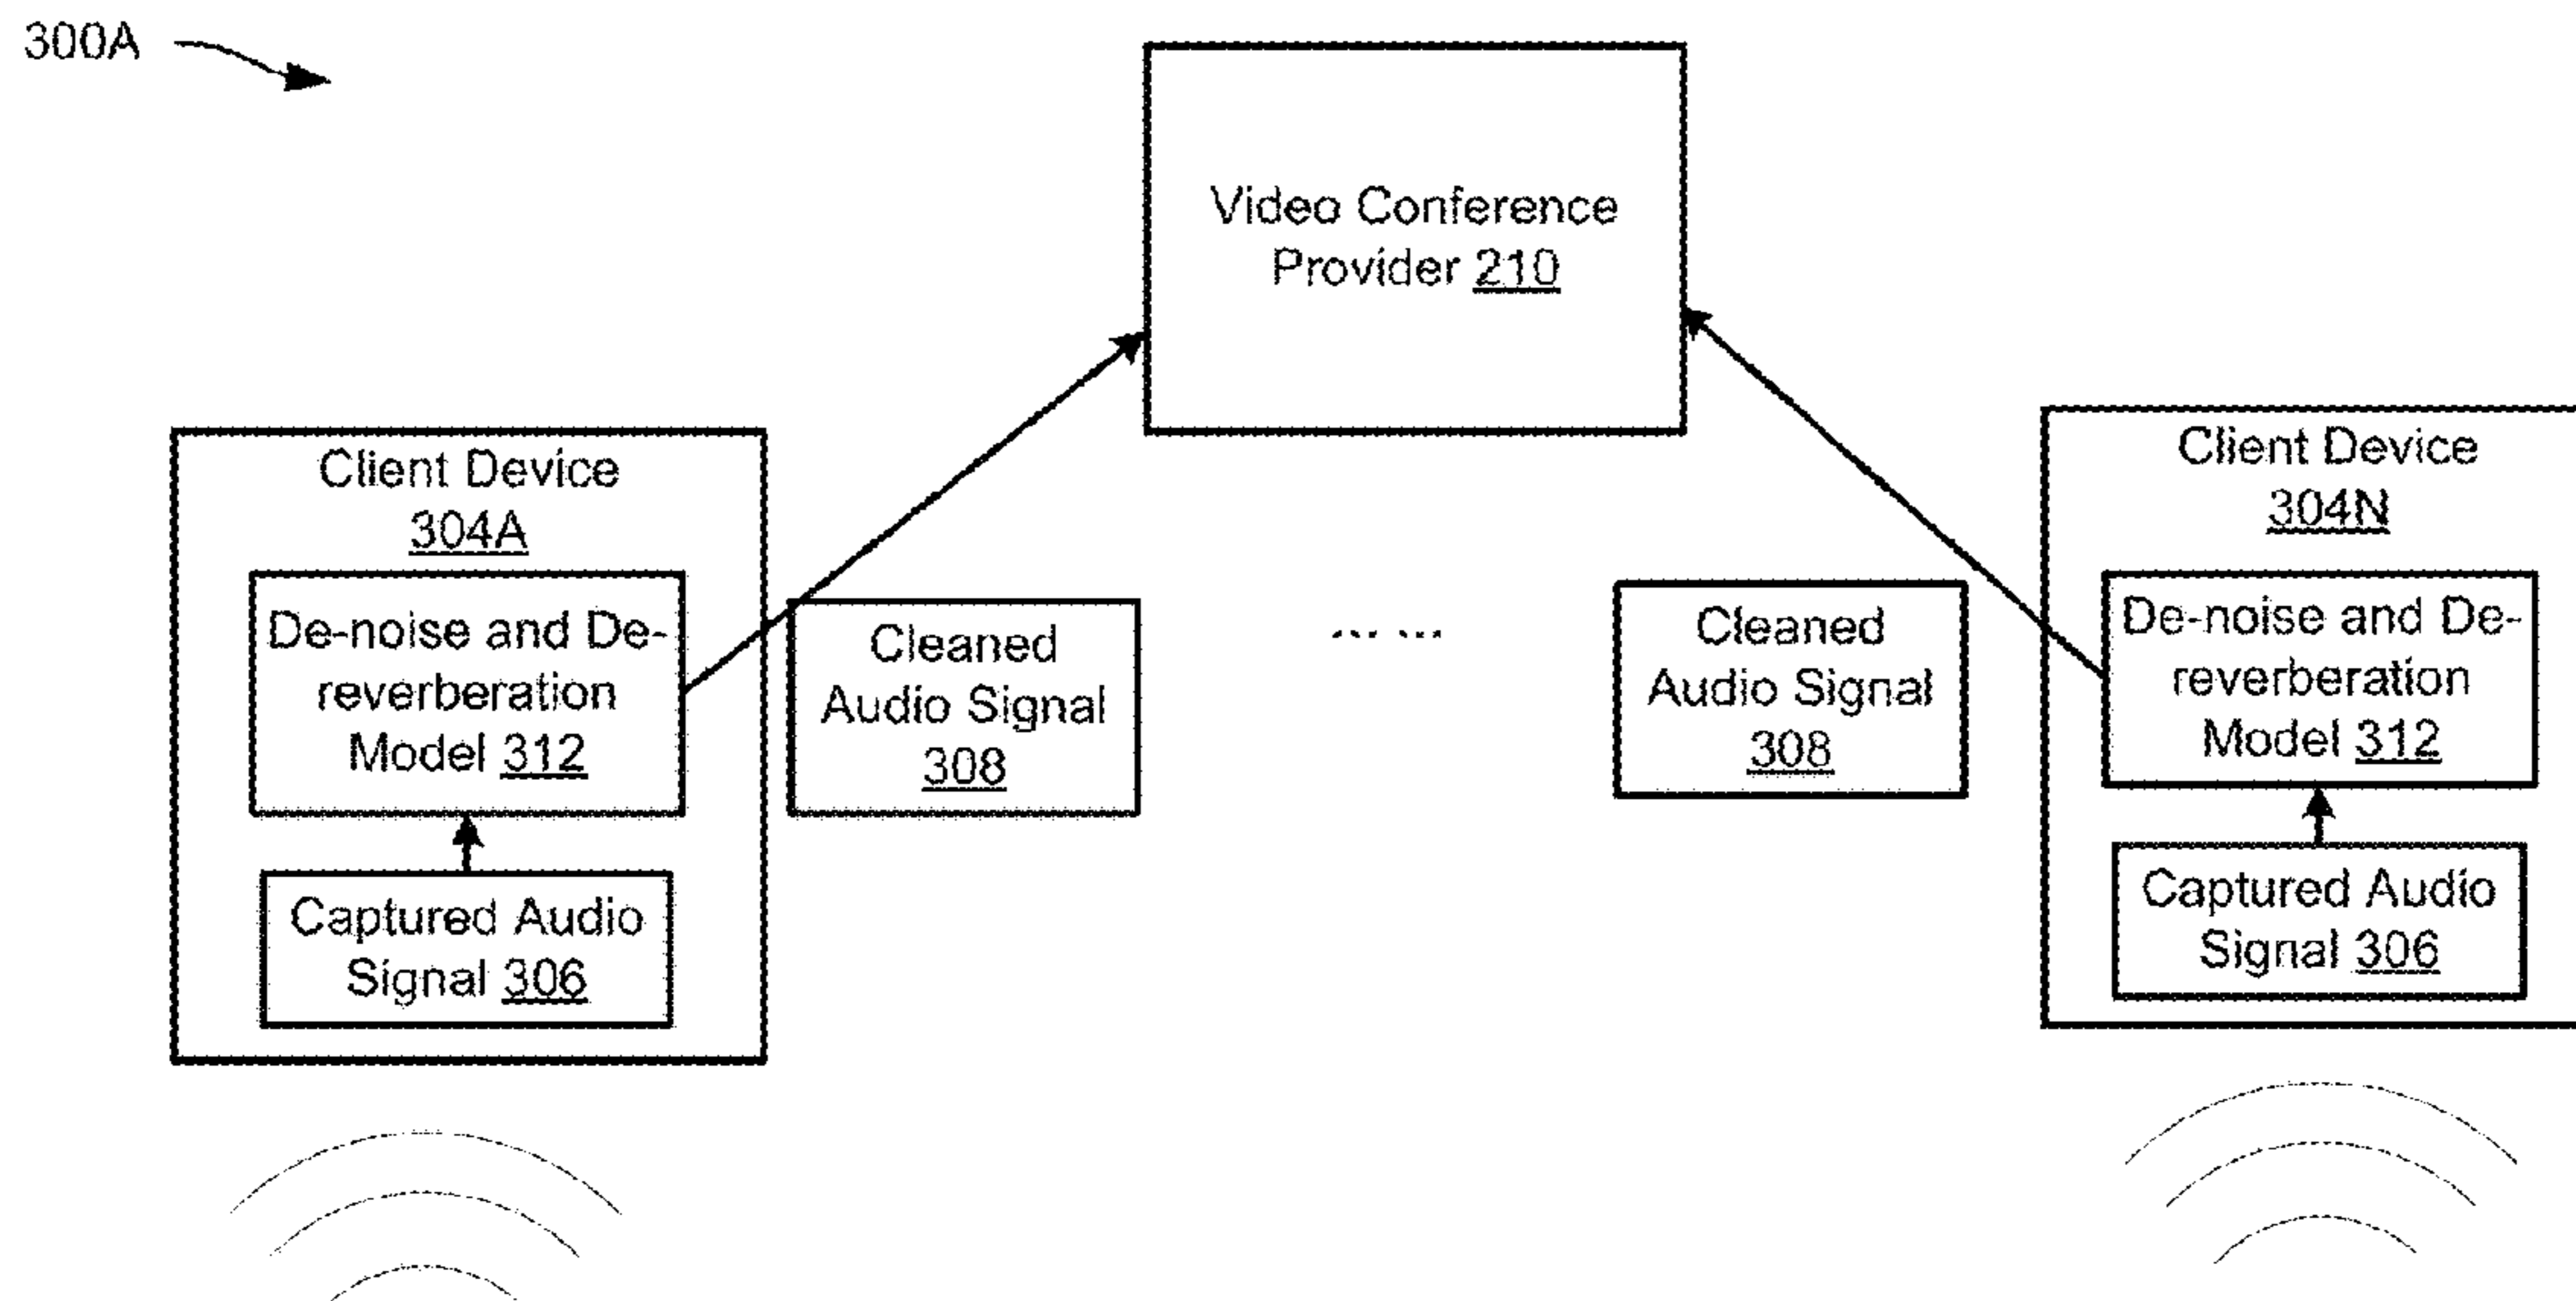 300A
Video Conference
Provider 210
Client Device
304A
De-noise and De-
reverberation
Model 312
Captured Audio
Signal 306
Cleaned
Audio Signal
308
... ...
Cleaned
Audio Signal
308
Client Device
304N
De-noise and De-
reverberation
Model 312
Captured Audio
Signal 306